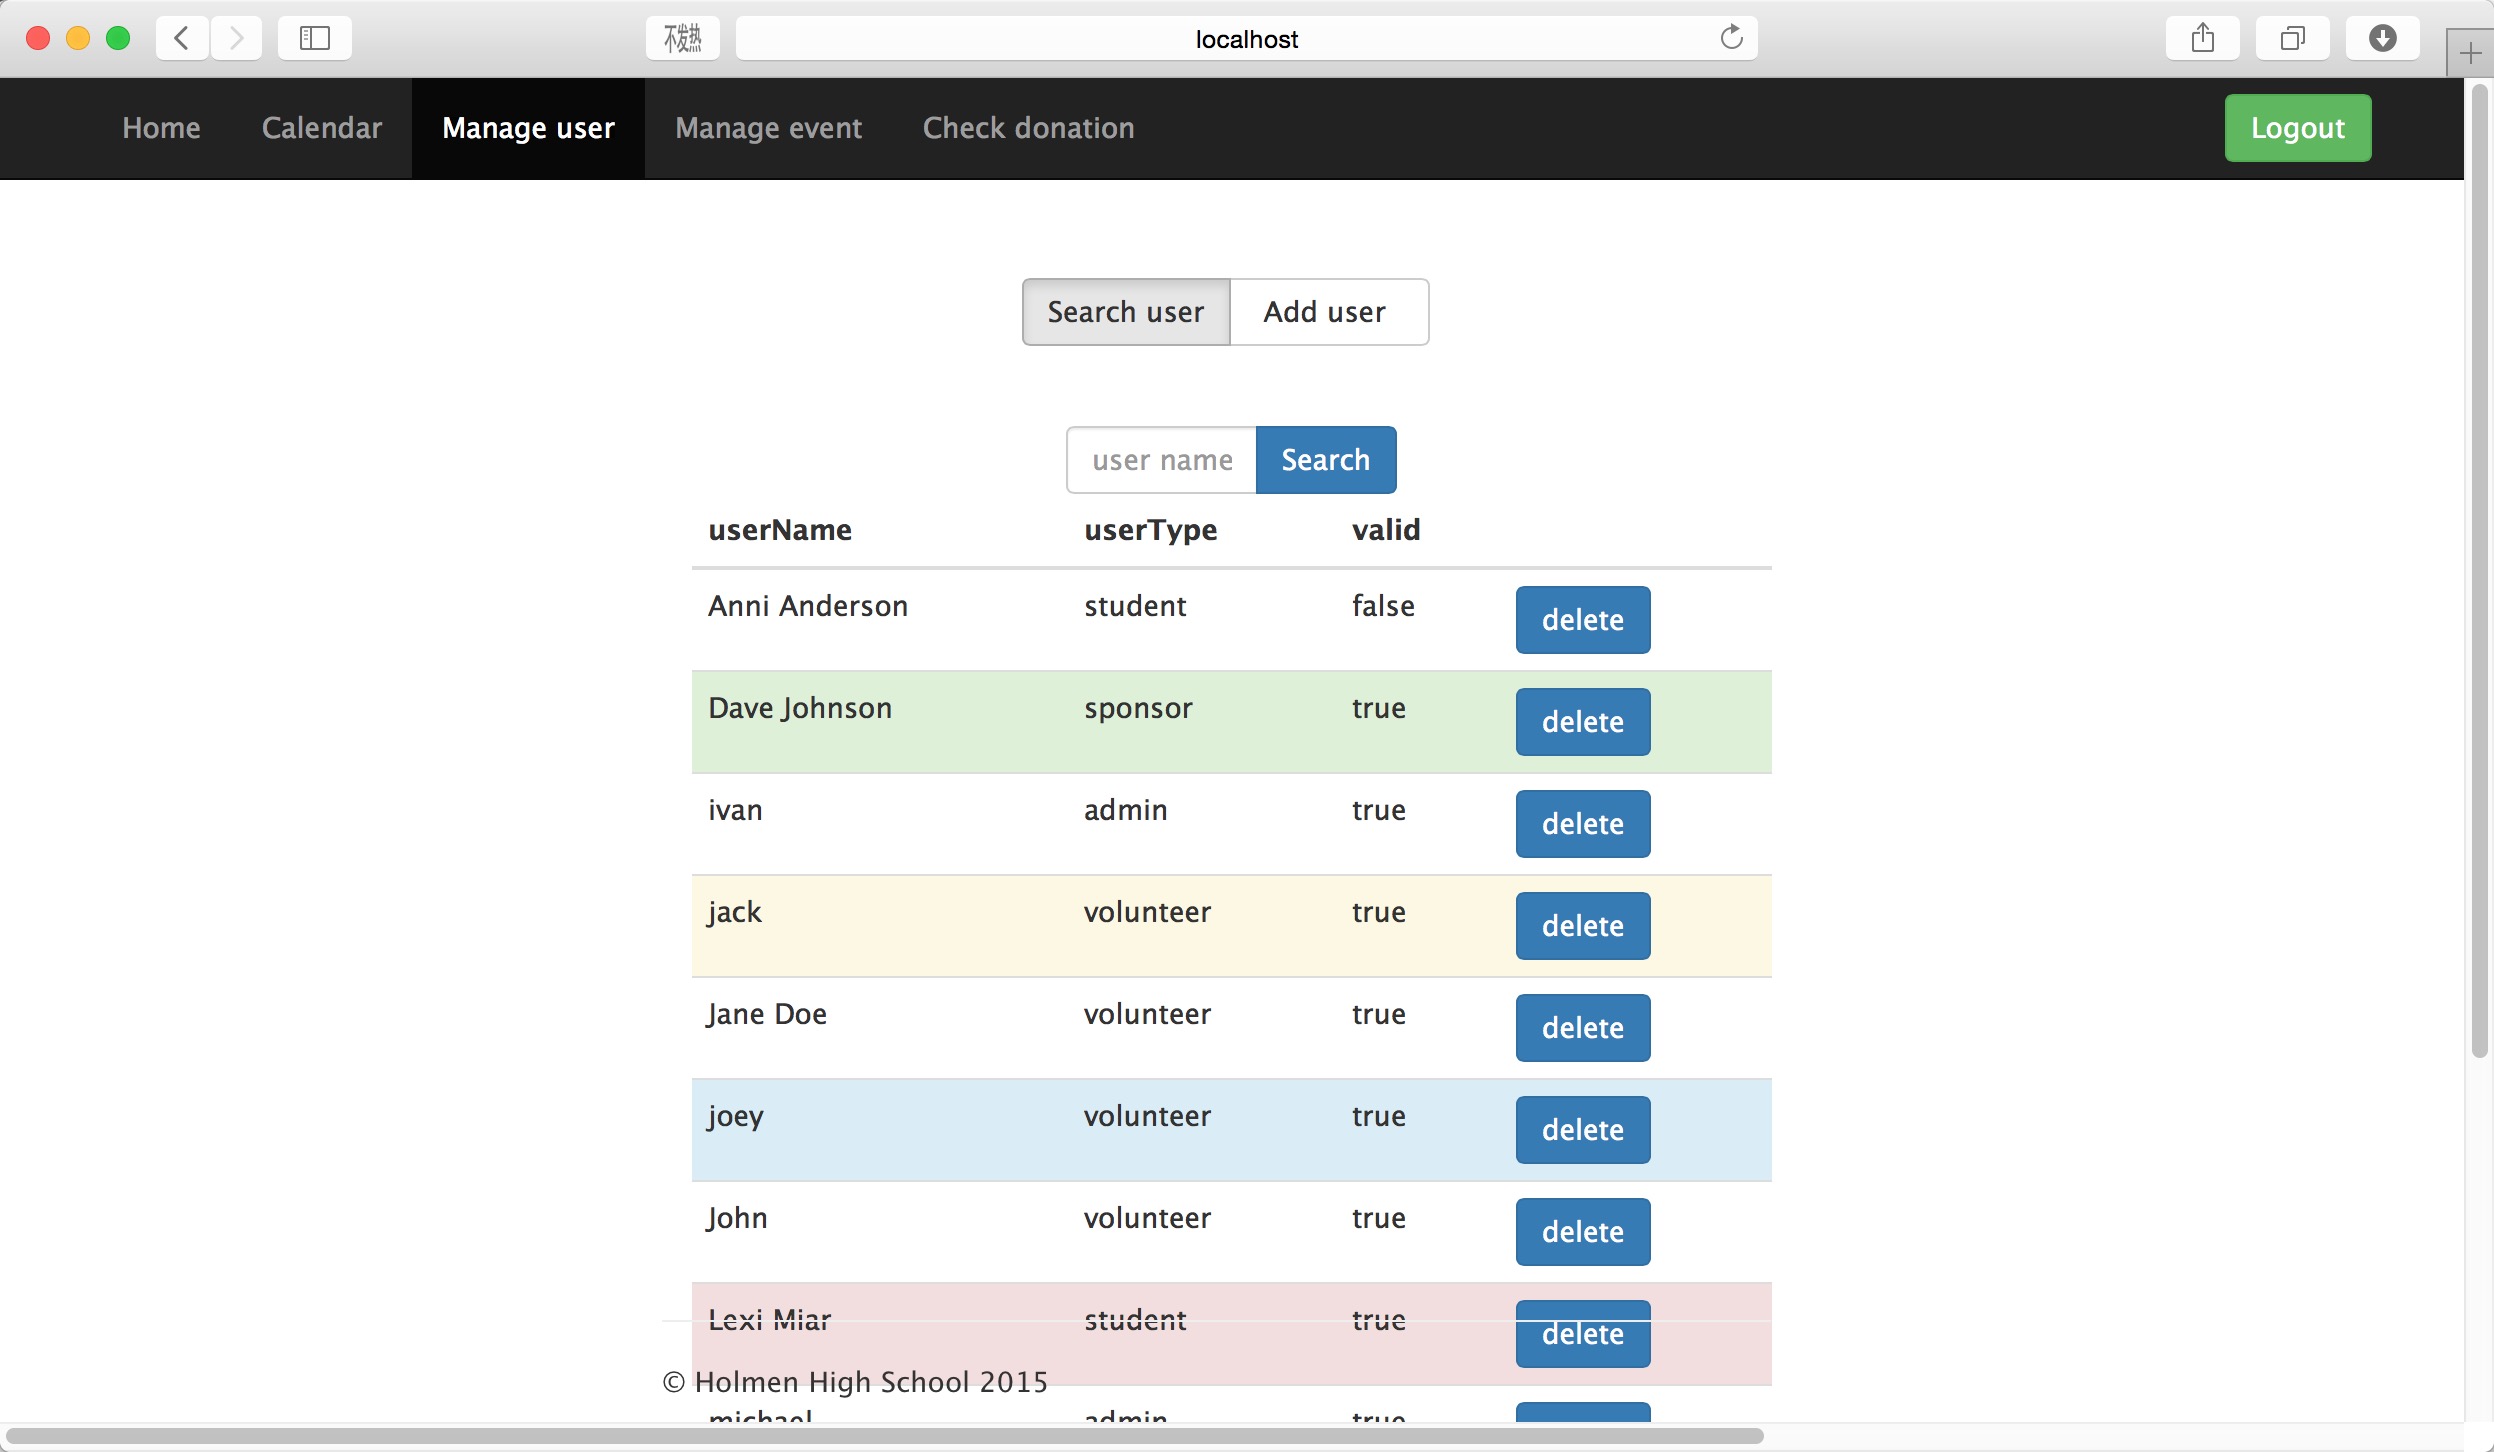 不发热 localhost
Home Calendar Manage user Manage event Check donation Logout
Search user Add user
user name Search
userName userType valid
Anni Anderson student false delete
Dave Johnson sponsor true delete
ivan admin true delete
jack volunteer true delete
Jane Doe volunteer true delete
joey volunteer true delete
John volunteer true delete
Lexi Miar student true delete
© Holmen High School 2015
michael admin true